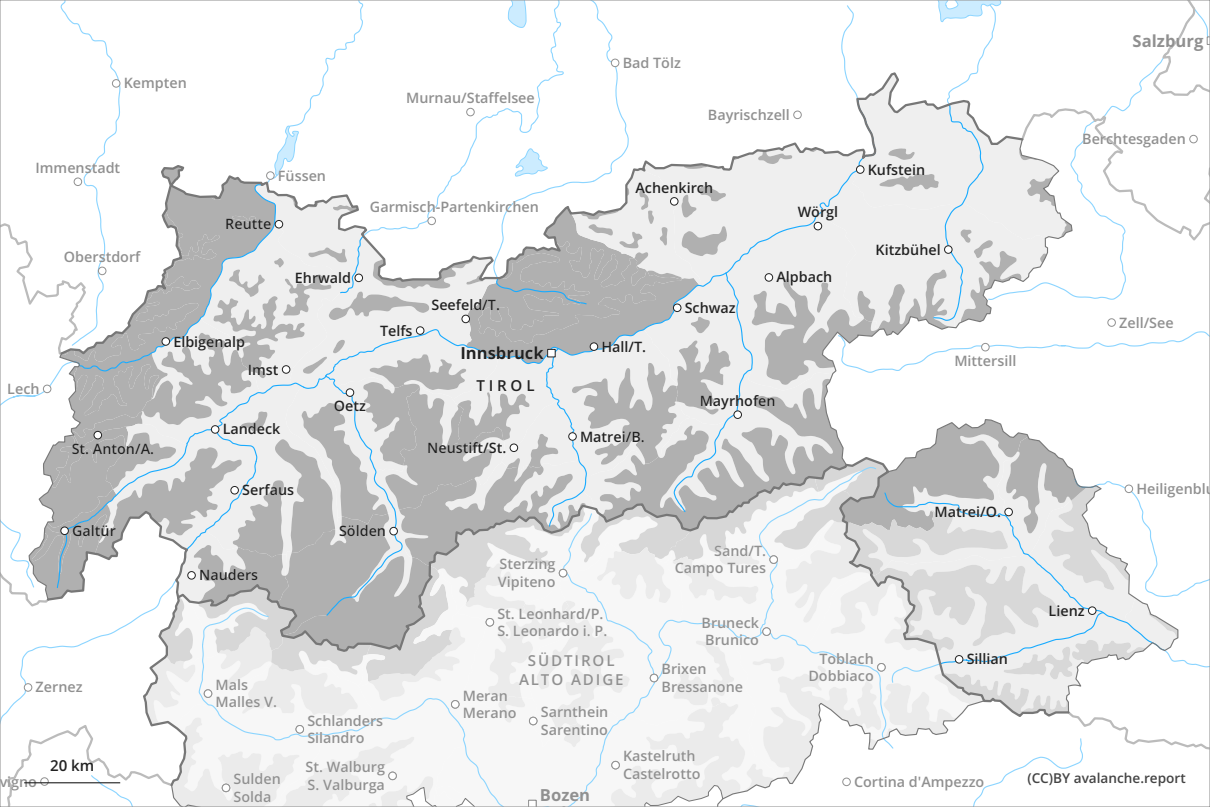 Salzburg
Bad Tölz
Kempten
Murnau/Staffelsee
Bayrischzell
Berchtesgaden
Immenstadt
Füssen
Kufstein
Achenkirch
Garmisch-Partenkirchen
Wörgl
Reutte
Kitzbühel
Oberstdorf
Ehrwald
Alpbach
Seefeld/T.
Schwaz
Zell/See
Telfs
Elbigenalp
Innsbruck
Hall/T.
Mittersill
Imst
TIROL
Lech
Oetz
Mayrhofen
Landeck
Matrei/B.
St. Anton/A.
Neustift/St.
Serfaus
Heiligenblu
Matrei/O.
Galtür
Sölden
Sand/T.
Campo Tures
Sterzing
Vipiteno
Nauders
Lienz
St. Leonhard/P.
S. Leonardo i. P.
Bruneck
Brunico
SÜDTIROL
ALTO ADIGE
Toblach
Dobbiaco
Sillian
Brixen
Bressanone
Zernez
Mals
Malles V.
Meran
Merano
Sarnthein
Sarentino
Schlanders
Silandro
Kastelruth
Castelrotto
St. Walburg
S. Valburga
20 km
vigno
Sulden
Solda
Cortina d'Ampezzo
(CC)BY avalanche.report
Bozen